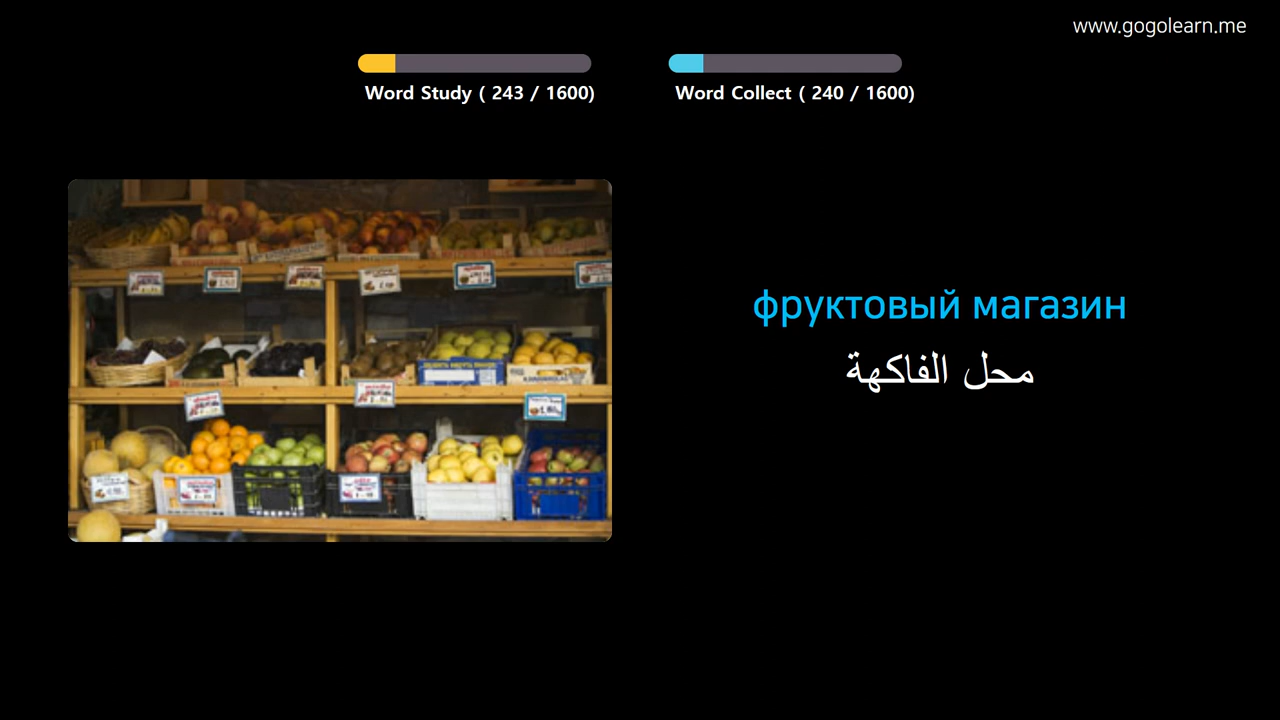 www.gogolearn.me
Word Study ( 243 / 1600)
Word Collect ( 240 / 1600)
фруктовый магазин
محل الفاكهة